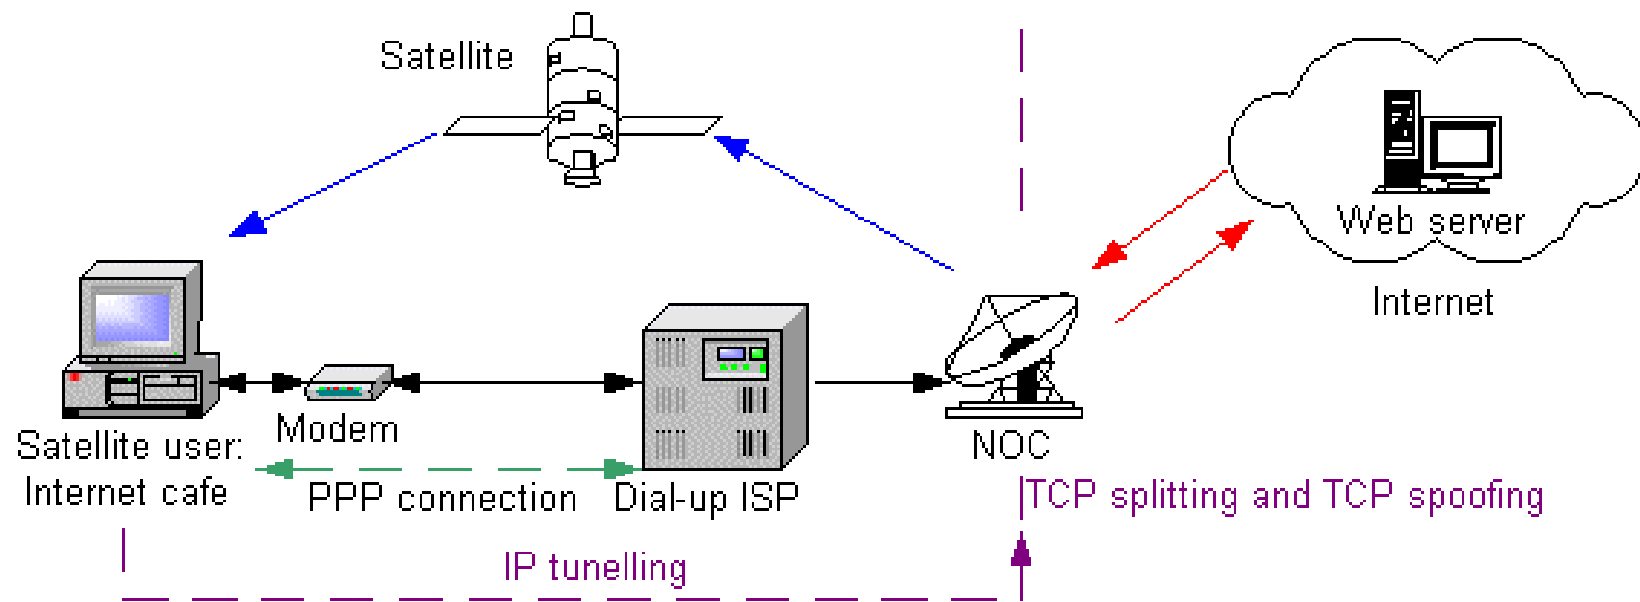 Satellite
Web server
Internet
Modem
NOC
Satellite user:
Internet cafe
PPP connection
Dial-up ISP
TCP splitting and TCP spoofing
IP tunelling